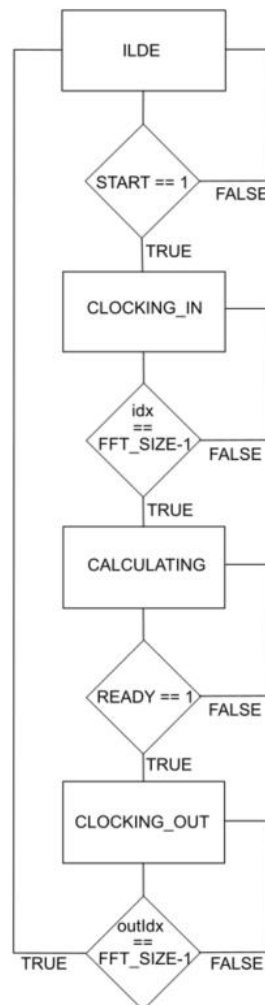 ILDE
START == 1
FALSE
TRUE
CLOCKING_IN
idx
==
FFT_SIZE-1
FALSE
TRUE
CALCULATING
READY == 1
FALSE
TRUE
CLOCKING_OUT
outIdx
==
FFT_SIZE-1
TRUE
FALSE